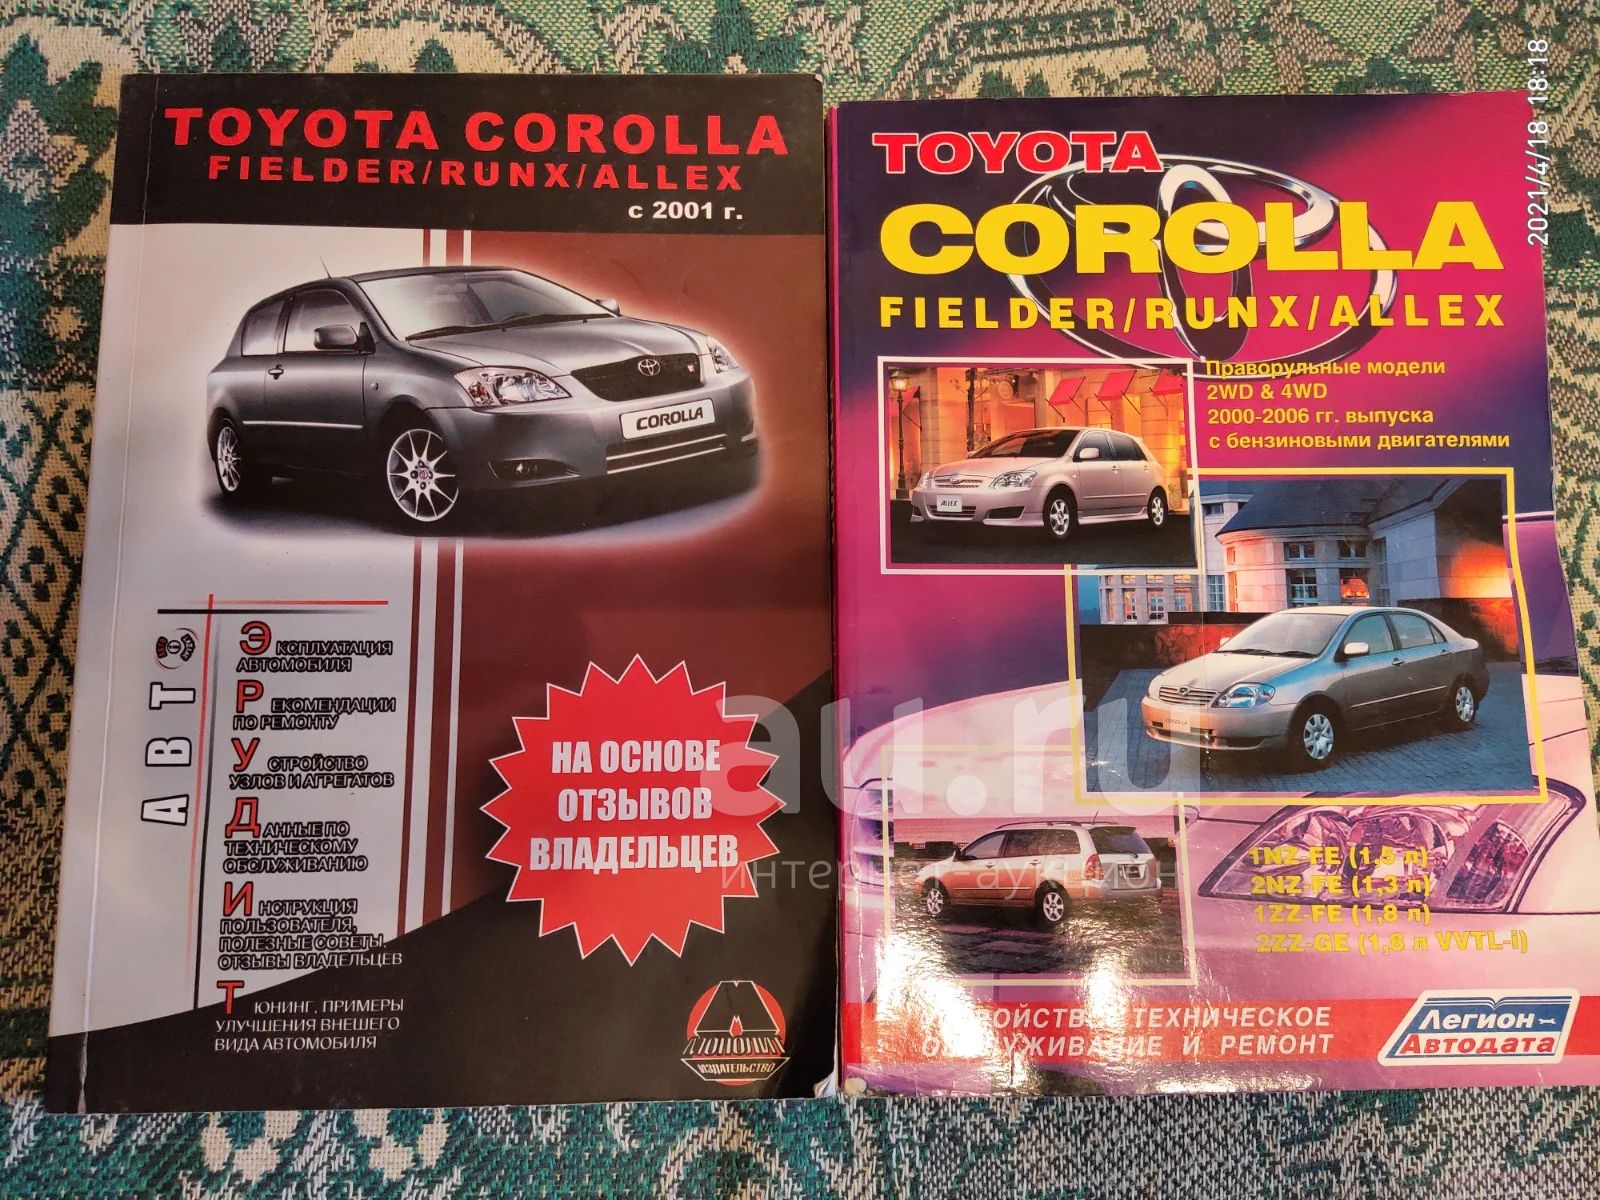 TOYOTA COROLLA
FIELDER/RUNX/ALLEX
с 2001 г.
COROLLA
АВТО
ЭКСПЛУАТАЦИЯ
АВТОМОБИЛЯ
РЕКОМЕНДАЦИИ
ПО РЕМОНТУ
УСТРОЙСТВО
УЗЛОВ И АГРЕГАТОВ
ДАННЫЕ ПО
ТЕХНИЧЕСКОМУ
ОБСЛУЖИВАНИЮ
ИНСТРУКЦИЯ
ПОЛЬЗОВАТЕЛЯ,
ПОЛЕЗНЫЕ СОВЕТЫ,
ОТЗЫВЫ ВЛАДЕЛЬЦЕВ
ТЮНИНГ, ПРИМЕРЫ
УЛУЧШЕНИЯ ВНЕШЕГО
ВИДА АВТОМОБИЛЯ
НА ОСНОВЕ
ОТЗЫВОВ
ВЛАДЕЛЬЦЕВ
МОНОЛИТ
ИЗДАТЕЛЬСТВО
TOYOTA
COROLLA
FIELDER/RUNX/ALLEX
Праворульные модели
2WD & 4WD
2000-2006 гг. выпуска
с бензиновыми двигателями
ALLEX
COROLLA
1NZ-FE (1,5 л)
2NZ-FE (1,3 л)
1ZZ-FE (1,8 л)
2ZZ-GE (1,8 л VVTL-i)
УСТРОЙСТВО, ТЕХНИЧЕСКОЕ
ОБСЛУЖИВАНИЕ И РЕМОНТ
Легион-
Автодата
2021/4/18 18:18
au.ru
интернет-аукцион